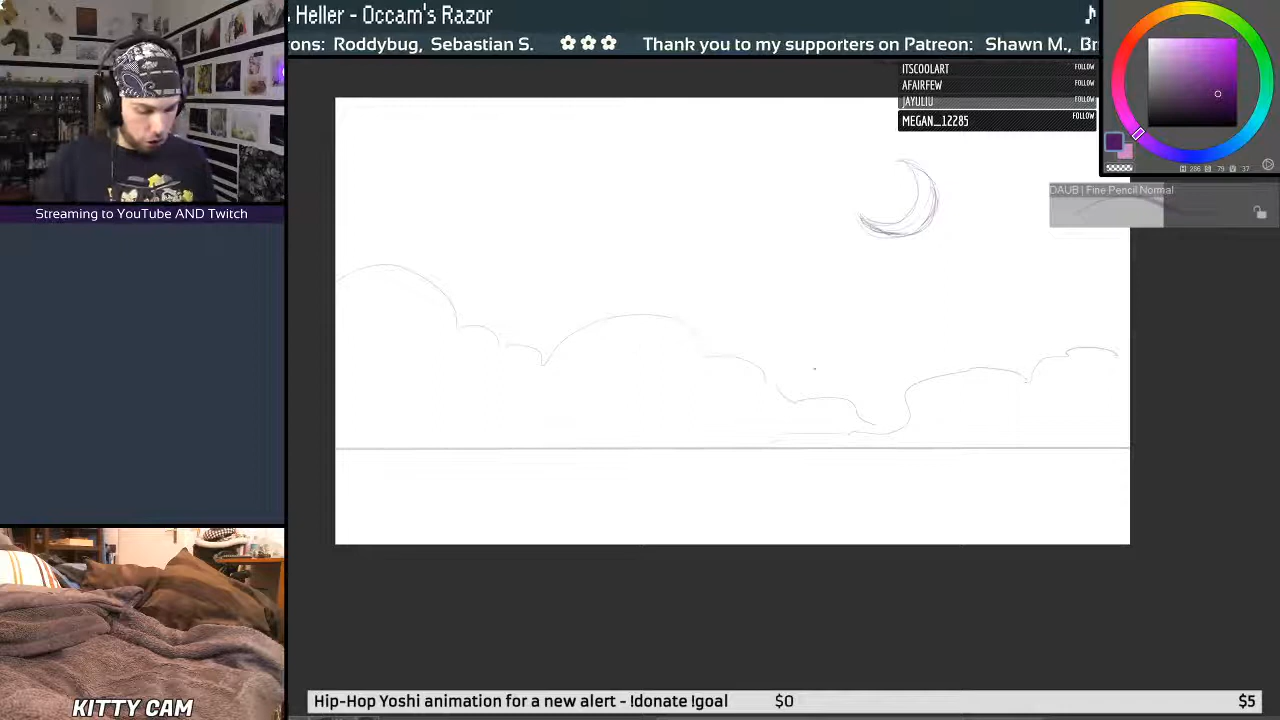 Heller - Occam's Razor
ons: Roddybug, Sebastian S. ✿ ✿ ✿ Thank you to my supporters on Patreon: Shawn M., Br
ITSCOOLART FOLLOW
AFAIRFEW FOLLOW
JAYULIU FOLLOW
MEGAN_12285 FOLLOW
DAUB | Fine Pencil Normal
Streaming to YouTube AND Twitch
KITTY CAM
Hip-Hop Yoshi animation for a new alert - !donate !goal $0 $5